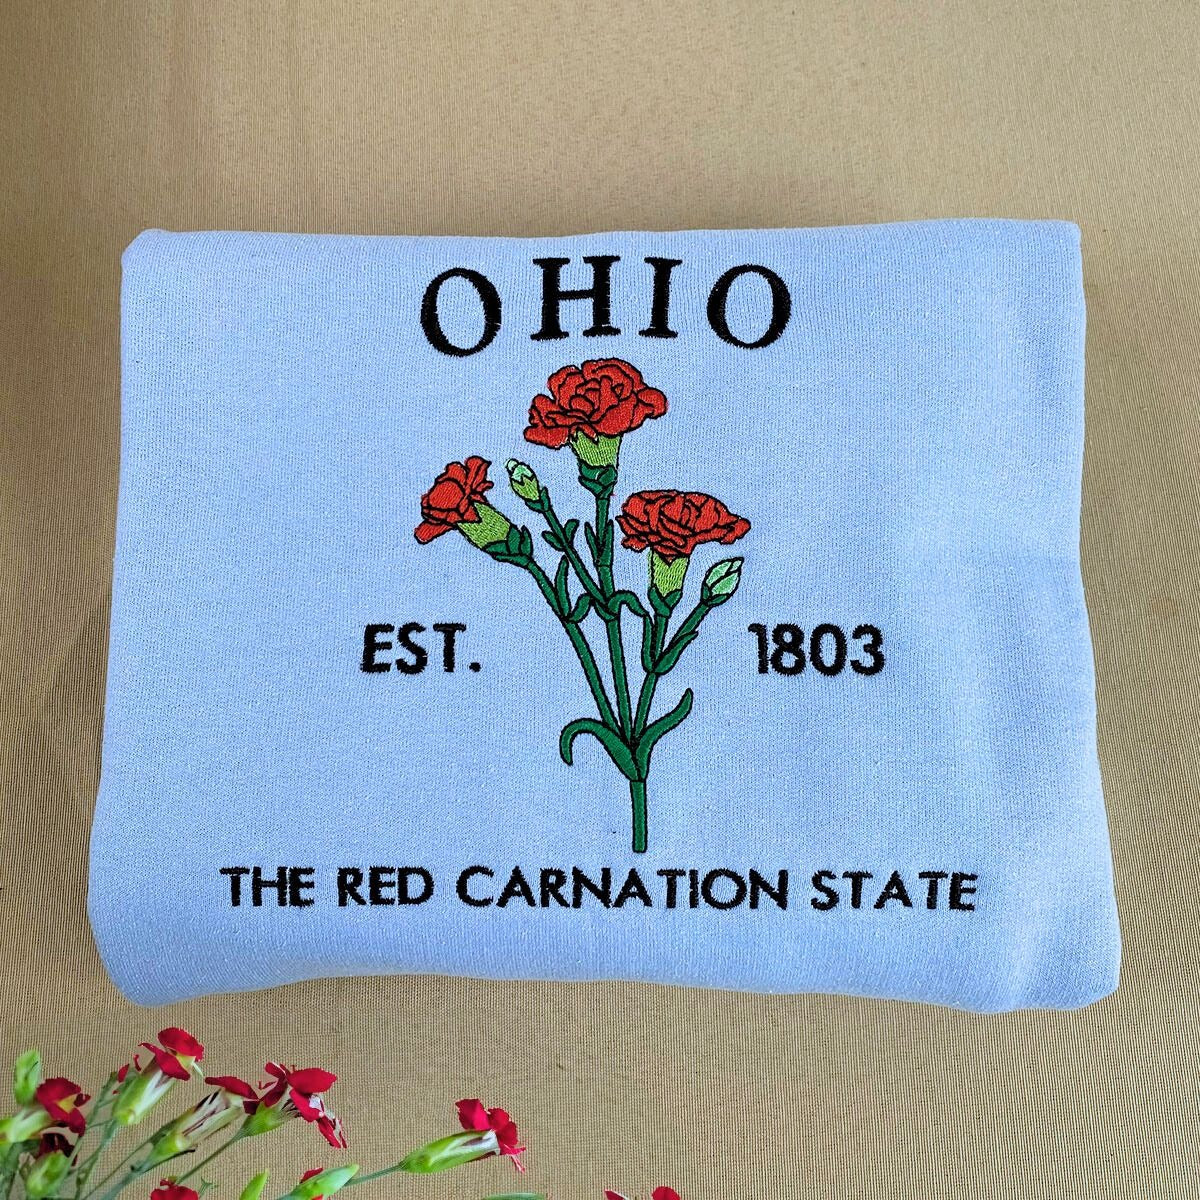 OHIO
EST. 1803
THE RED CARNATION STATE